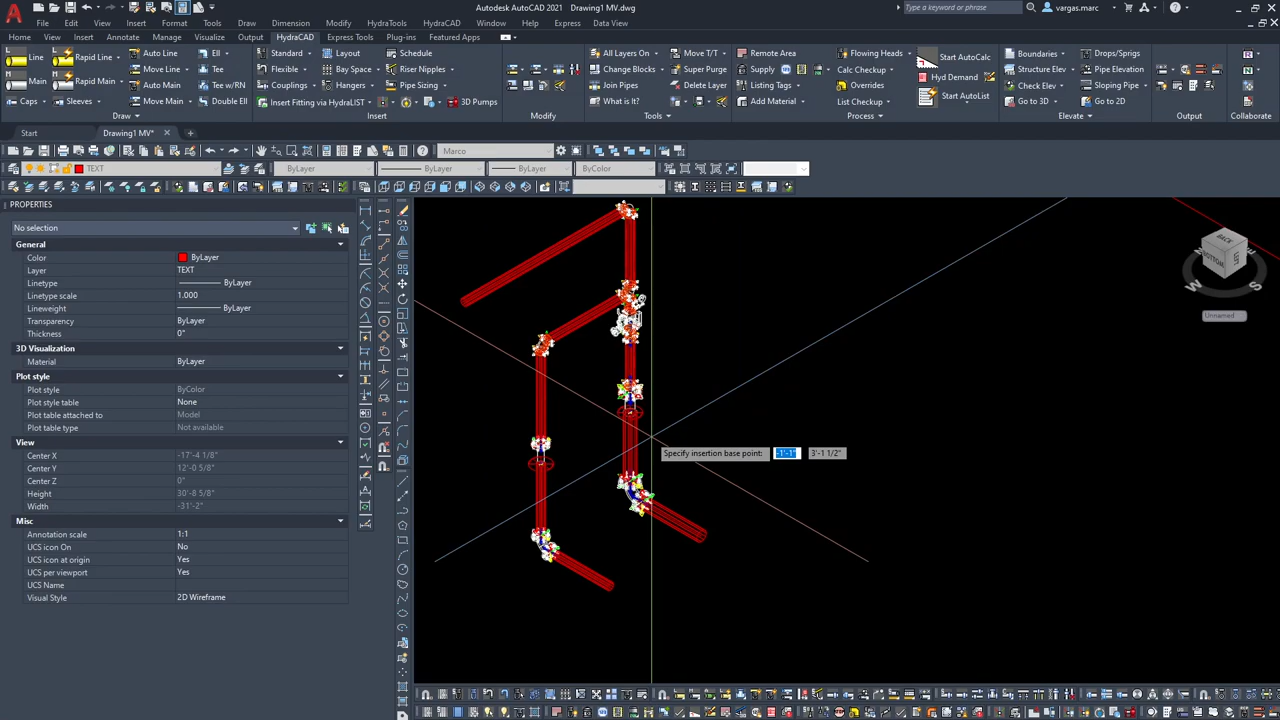 Autodesk AutoCAD 2021 Drawing1 MV.dwg
Type a keyword or phrase
vargas.marc
File Edit View Insert Format Tools Draw Dimension Modify HydraTools HydraCAD Window Help Express Data View
Home View Insert Annotate Manage Visualize Output HydraCAD Express Tools Plug-ins Featured Apps
Line Rapid Line Auto Line Ell Standard Layout Schedule All Layers On Move T/T Remote Area Flowing Heads Start AutoCalc Boundaries Drops/Sprigs
Move Line Tee Flexible Bay Space Riser Nipples Change Blocks Super Purge Supply Calc Checkup Hyd Demand Structure Elev Pipe Elevation
Main Rapid Main Auto Main Tee w/RN Couplings Hangers Pipe Sizing Join Pipes Delete Layer Listing Tags Overrides Start AutoList Check Elev Sloping Pipe
Caps Sleeves Move Main Double Ell Insert Fitting via HydraLIST 3D Pumps What is It? Add Material List Checkup Go to 3D Go to 2D
Draw Insert Modify Tools Process Elevate Output Collaborate
Start Drawing1 MV*
Marco
TEXT ByLayer ByLayer ByLayer ByColor
PROPERTIES
No selection
General
Color ByLayer
Layer TEXT
Linetype ByLayer
Linetype scale 1.000
Lineweight ByLayer
Transparency ByLayer
Thickness 0"
3D Visualization
Material ByLayer
Plot style
Plot style ByColor
Plot style table None
Plot table attached to Model
Plot table type Not available
View
Center X -17'-4 1/8"
Center Y 12'-0 5/8"
Center Z 0"
Height 30'-8 5/8"
Width -31'-2"
Misc
Annotation scale 1:1
UCS icon On No
UCS icon at origin Yes
UCS per viewport Yes
UCS Name
Visual Style 2D Wireframe
Specify insertion base point: -1'-1" 3'-1 1/2"
BACK
BOTTOM
W S
Unnamed